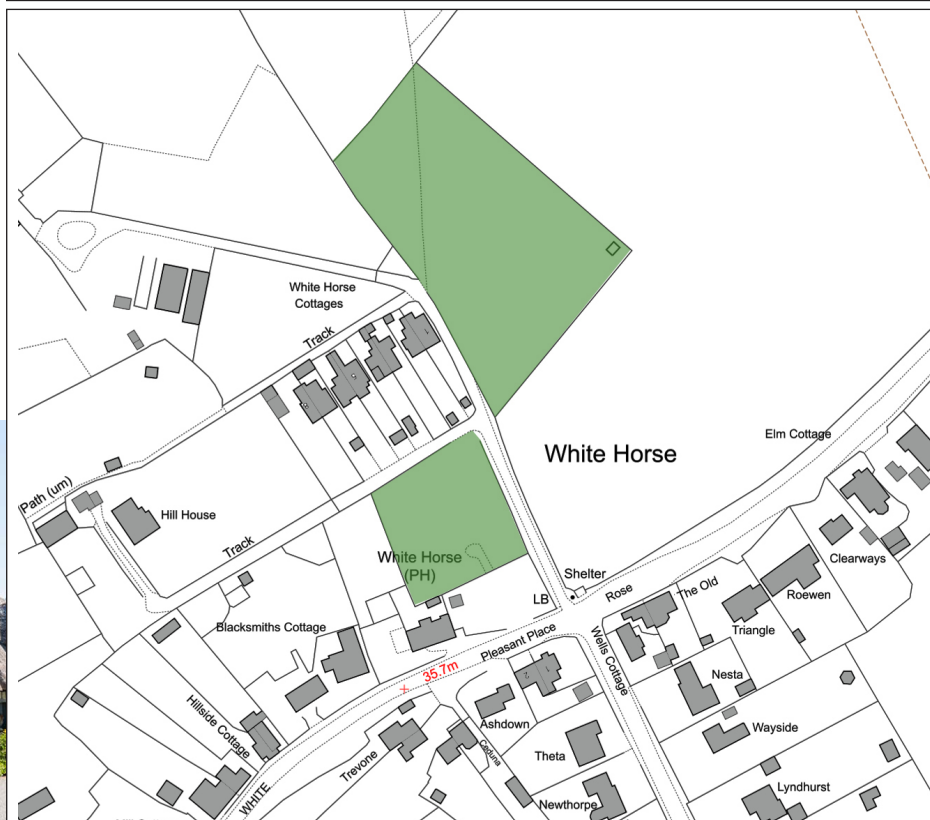 White Horse
Cottages
Track
White Horse
Elm Cottage
Path (um)
Hill House
Track
White Horse
(PH)
Clearways
Shelter
LB
Rose
The Old
Roewen
Blacksmiths Cottage
Pleasant Place
Triangle
Wells Cottage
35.7m
Nesta
Hillside Cottage
Ashdown
Wayside
Trevone
Ceduna
Theta
Lyndhurst
WHITE
Newthorpe